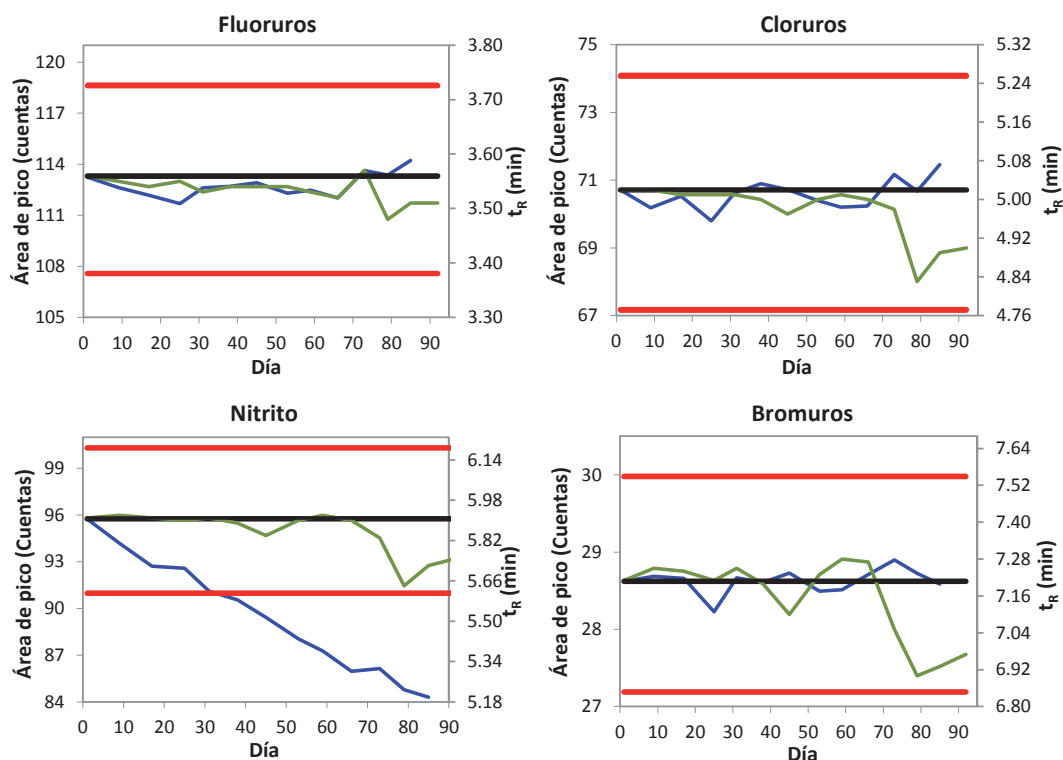 Fluoruros
Área de pico (cuentas)
120
117
114
111
108
105
3.80
3.70
3.60
3.50
3.40
3.30
t_R (min)
0 10 20 30 40 50 60 70 80 90
Día
Cloruros
Área de pico (Cuentas)
75
73
71
69
67
5.32
5.24
5.16
5.08
5.00
4.92
4.84
4.76
t_R (min)
0 10 20 30 40 50 60 70 80 90
Día
Nitrito
Área de pico (Cuentas)
99
96
93
90
87
84
6.14
5.98
5.82
5.66
5.50
5.34
5.18
t_R (min)
0 10 20 30 40 50 60 70 80 90
Día
Bromuros
Área de pico (Cuentas)
30
29
28
27
7.64
7.52
7.40
7.28
7.16
7.04
6.92
6.80
t_R (min)
0 10 20 30 40 50 60 70 80 90
Día